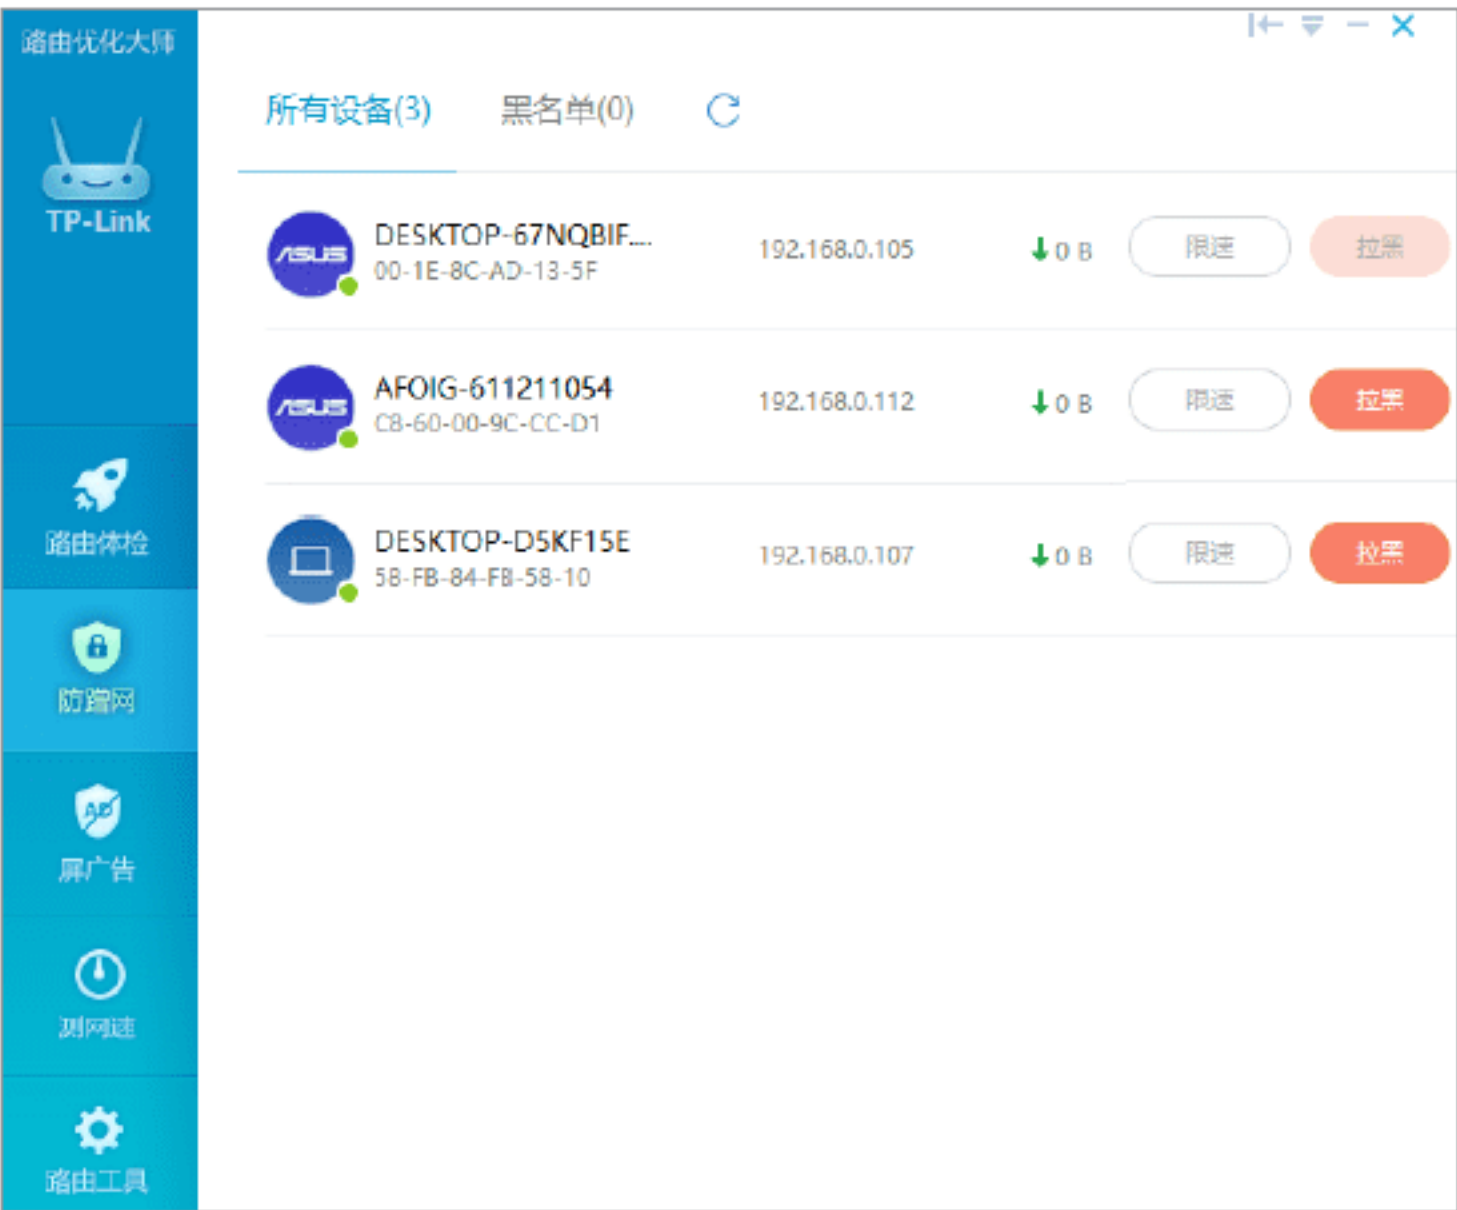 路由优化大师
TP-Link
所有设备(3) 黑名单(0)
ASUS DESKTOP-67NQBIF.... 192.168.0.105 0 B 限速 拉黑
00-1E-8C-AD-13-5F
ASUS AFOIG-611211054 192.168.0.112 0 B 限速 拉黑
C8-60-00-9C-CC-D1
DESKTOP-D5KF15E 192.168.0.107 0 B 限速 拉黑
58-FB-84-FB-58-10
路由体检
防蹭网
AD
屏广告
测网速
路由工具